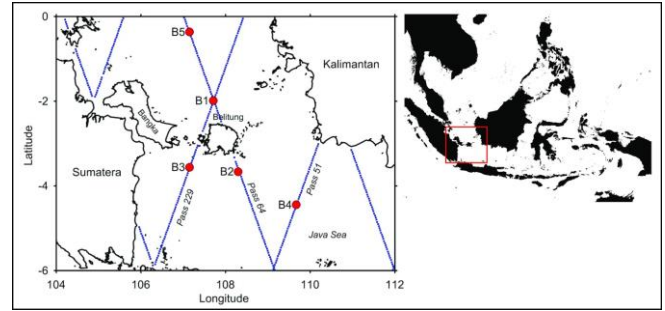 0
B5
Kalimantan
-2
B1
Belitung
Bangka
Latitude
Sumatera
B3
B2
-4
Pass 229
Pass 64
Pass 51
B4
Java Sea
-6
104
106
108
110
112
Longitude